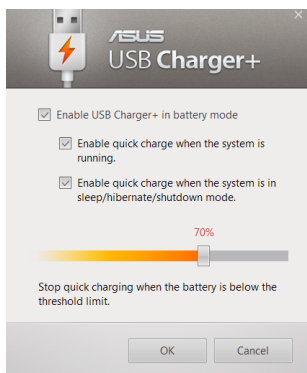 ASUS
USB Charger+
Enable USB Charger+ in battery mode
Enable quick charge when the system is
running.
Enable quick charge when the system is in
sleep/hibernate/shutdown mode.
70%
Stop quick charging when the battery is below the
threshold limit.
OK
Cancel